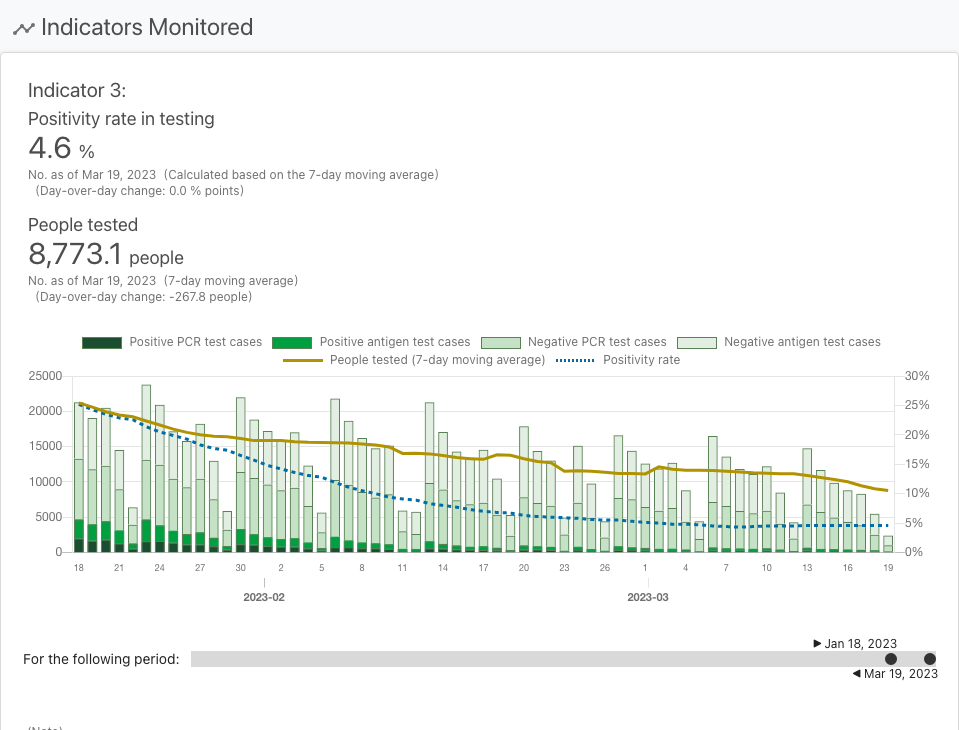 Indicators Monitored
Indicator 3:
Positivity rate in testing
4.6 %
No. as of Mar 19, 2023 (Calculated based on the 7-day moving average)
(Day-over-day change: 0.0 % points)
People tested
8,773.1 people
No. as of Mar 19, 2023 (7-day moving average)
(Day-over-day change: -267.8 people)
Positive PCR test cases Positive antigen test cases Negative PCR test cases Negative antigen test cases
People tested (7-day moving average) Positivity rate
25000 30%
20000 25%
20%
15000 15%
10000 10%
5000 5%
0 0%
18 21 24 27 30 2 5 8 11 14 17 20 23 26 1 4 7 10 13 16 19
2023-02 2023-03
▶ Jan 18, 2023
For the following period:
◀ Mar 19, 2023
(Note)